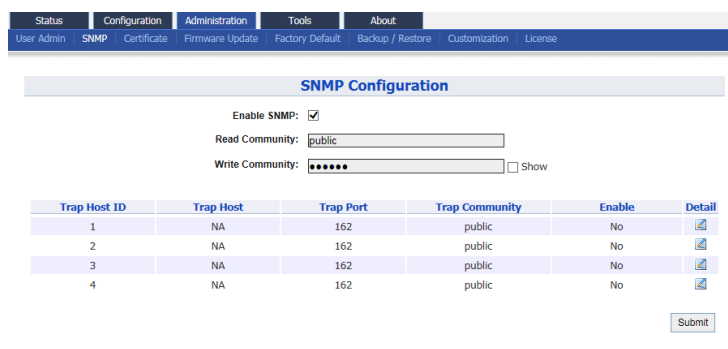 Status Configuration Administration Tools About
User Admin SNMP Certificate Firmware Update Factory Default Backup / Restore Customization License
SNMP Configuration
Enable SNMP:
Read Community: public
Write Community: ●●●●●● Show
Trap Host ID Trap Host Trap Port Trap Community Enable Detail
1 NA 162 public No
2 NA 162 public No
3 NA 162 public No
4 NA 162 public No
Submit